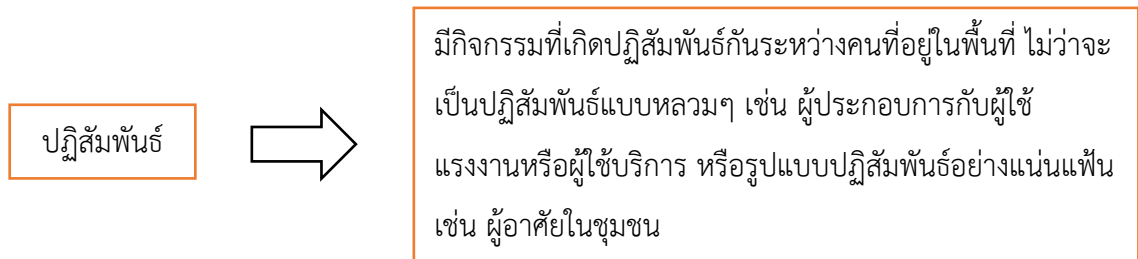 ปฏิสัมพันธ์
มีกิจกรรมที่เกิดปฏิสัมพันธ์กันระหว่างคนที่อยู่ในพื้นที่ ไม่ว่าจะ
เป็นปฏิสัมพันธ์แบบหลวมๆ เช่น ผู้ประกอบการกับผู้ใช้
แรงงานหรือผู้ใช้บริการ หรือรูปแบบปฏิสัมพันธ์อย่างแน่นแฟ้น
เช่น ผู้อาศัยในชุมชน